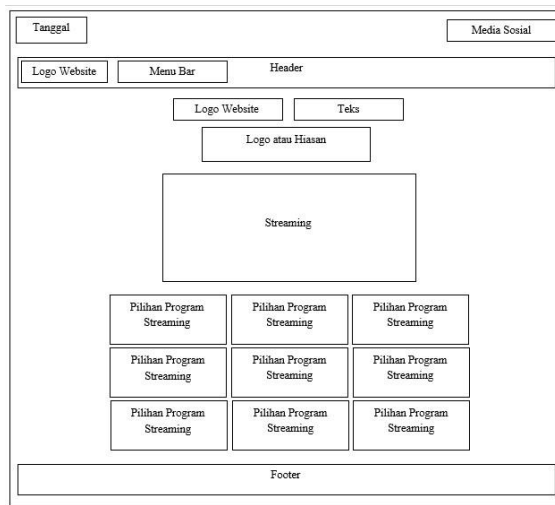 Tanggal
Media Sosial
Logo Website
Menu Bar
Header
Logo Website
Teks
Logo atau Hiasan
Streaming
Pilihan Program
Streaming
Pilihan Program
Streaming
Pilihan Program
Streaming
Pilihan Program
Streaming
Pilihan Program
Streaming
Pilihan Program
Streaming
Pilihan Program
Streaming
Pilihan Program
Streaming
Pilihan Program
Streaming
Footer